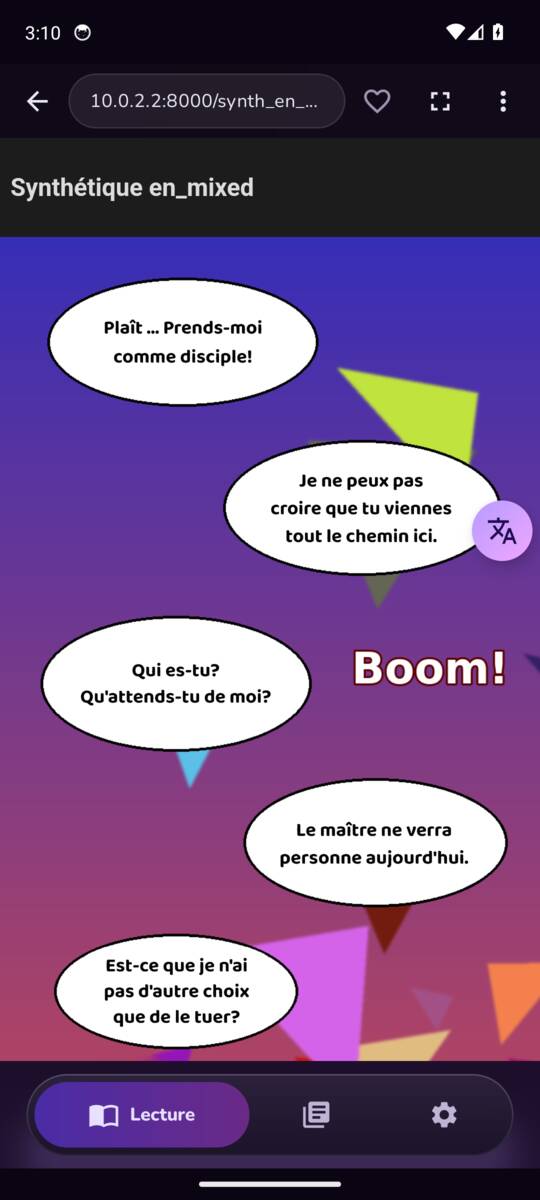 3:10
10.0.2.2:8000/synth_en_...
Synthétique en_mixed
Plaît ... Prends-moi
comme disciple!
Je ne peux pas
croire que tu viennes
tout le chemin ici.
Qui es-tu?
Qu'attends-tu de moi?
Boom!
Le maître ne verra
personne aujourd'hui.
Est-ce que je n'ai
pas d'autre choix
que de le tuer?
Lecture